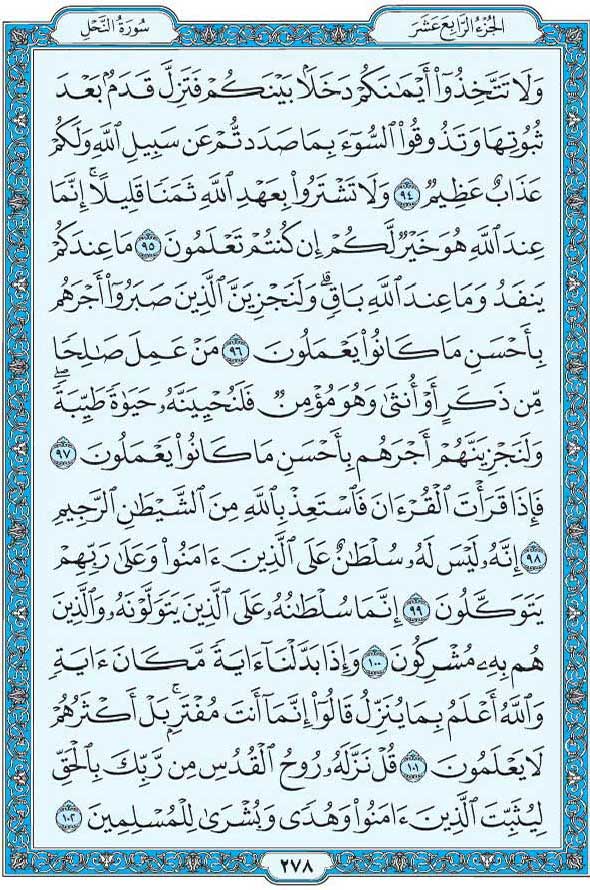 الجُزْءُ الرَّابِعَ عَشَرَ
سُورَةُ النَّحْلِ
وَلَا تَتَّخِذُوٓا۟ أَيْمَٰنَكُمْ دَخَلًۢا بَيْنَكُمْ فَتَزِلَّ قَدَمٌۢ بَعْدَ
ثُبُوتِهَا وَتَذُوقُوا۟ ٱلسُّوٓءَ بِمَا صَدَدتُّمْ عَن سَبِيلِ ٱللَّهِ وَلَكُمْ
عَذَابٌ عَظِيمٌ ٩٤ وَلَا تَشْتَرُوا۟ بِعَهْدِ ٱللَّهِ ثَمَنًا قَلِيلًا ۚ إِنَّمَا
عِندَ ٱللَّهِ هُوَ خَيْرٌ لَّكُمْ إِن كُنتُمْ تَعْلَمُونَ ٩٥ مَا عِندَكُمْ
يَنفَدُ وَمَا عِندَ ٱللَّهِ بَاقٍ ۗ وَلَنَجْزِيَنَّ ٱلَّذِينَ صَبَرُوٓا۟ أَجْرَهُم
بِأَحْسَنِ مَا كَانُوا۟ يَعْمَلُونَ ٩٦ مَنْ عَمِلَ صَٰلِحًا
مِّن ذَكَرٍ أَوْ أُنثَىٰ وَهُوَ مُؤْمِنٌ فَلَنُحْيِيَنَّهُۥ حَيَوٰةً طَيِّبَةً ۖ
وَلَنَجْزِيَنَّهُمْ أَجْرَهُم بِأَحْسَنِ مَا كَانُوا۟ يَعْمَلُونَ ٩٧
فَإِذَا قَرَأْتَ ٱلْقُرْءَانَ فَٱسْتَعِذْ بِٱللَّهِ مِنَ ٱلشَّيْطَٰنِ ٱلرَّجِيمِ
٩٨ إِنَّهُۥ لَيْسَ لَهُۥ سُلْطَٰنٌ عَلَى ٱلَّذِينَ ءَامَنُوا۟ وَعَلَىٰ رَبِّهِمْ
يَتَوَكَّلُونَ ٩٩ إِنَّمَا سُلْطَٰنُهُۥ عَلَى ٱلَّذِينَ يَتَوَلَّوْنَهُۥ وَٱلَّذِينَ
هُم بِهِۦ مُشْرِكُونَ ١٠٠ وَإِذَا بَدَّلْنَآ ءَايَةً مَّكَانَ ءَايَةٍ ۙ
وَٱللَّهُ أَعْلَمُ بِمَا يُنَزِّلُ قَالُوٓا۟ إِنَّمَآ أَنتَ مُفْتَرٍۭ ۚ بَلْ أَكْثَرُهُمْ
لَا يَعْلَمُونَ ١٠١ قُلْ نَزَّلَهُۥ رُوحُ ٱلْقُدُسِ مِن رَّبِّكَ بِٱلْحَقِّ
لِيُثَبِّتَ ٱلَّذِينَ ءَامَنُوا۟ وَهُدًى وَبُشْرَىٰ لِلْمُسْلِمِينَ ١٠٢
٢٧٨